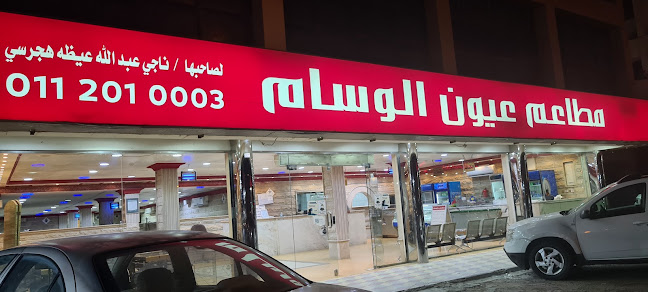 مطاعم عيون الوسام
لصاحبها / ناجي عبد الله عيظه هجرسي
011 201 0003